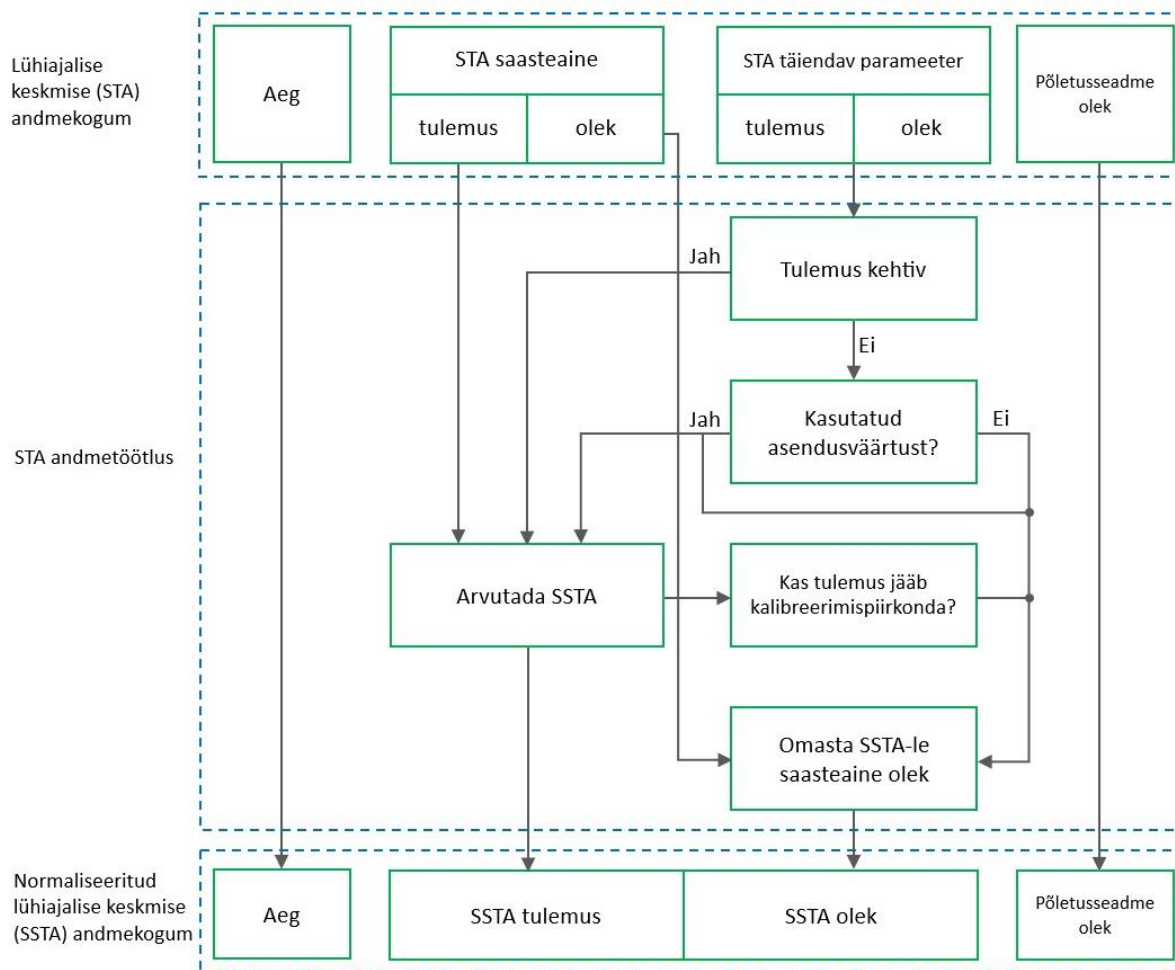 Lühiajalise
keskmise (STA)
andmekogum
Aeg
STA saasteaine
tulemus
olek
STA täiendav parameeter
tulemus
olek
Põletusseadme
olek
STA andmetöötlus
Jah
Tulemus kehtiv
Ei
Jah
Kasutatud
asendusväärtust?
Ei
Arvutada SSTA
Kas tulemus jääb
kalibreerimispiirkonda?
Omasta SSTA-le
saasteaine olek
Normaliseeritud
lühiajalise keskmise
(SSTA) andmekogum
Aeg
SSTA tulemus
SSTA olek
Põletusseadme
olek